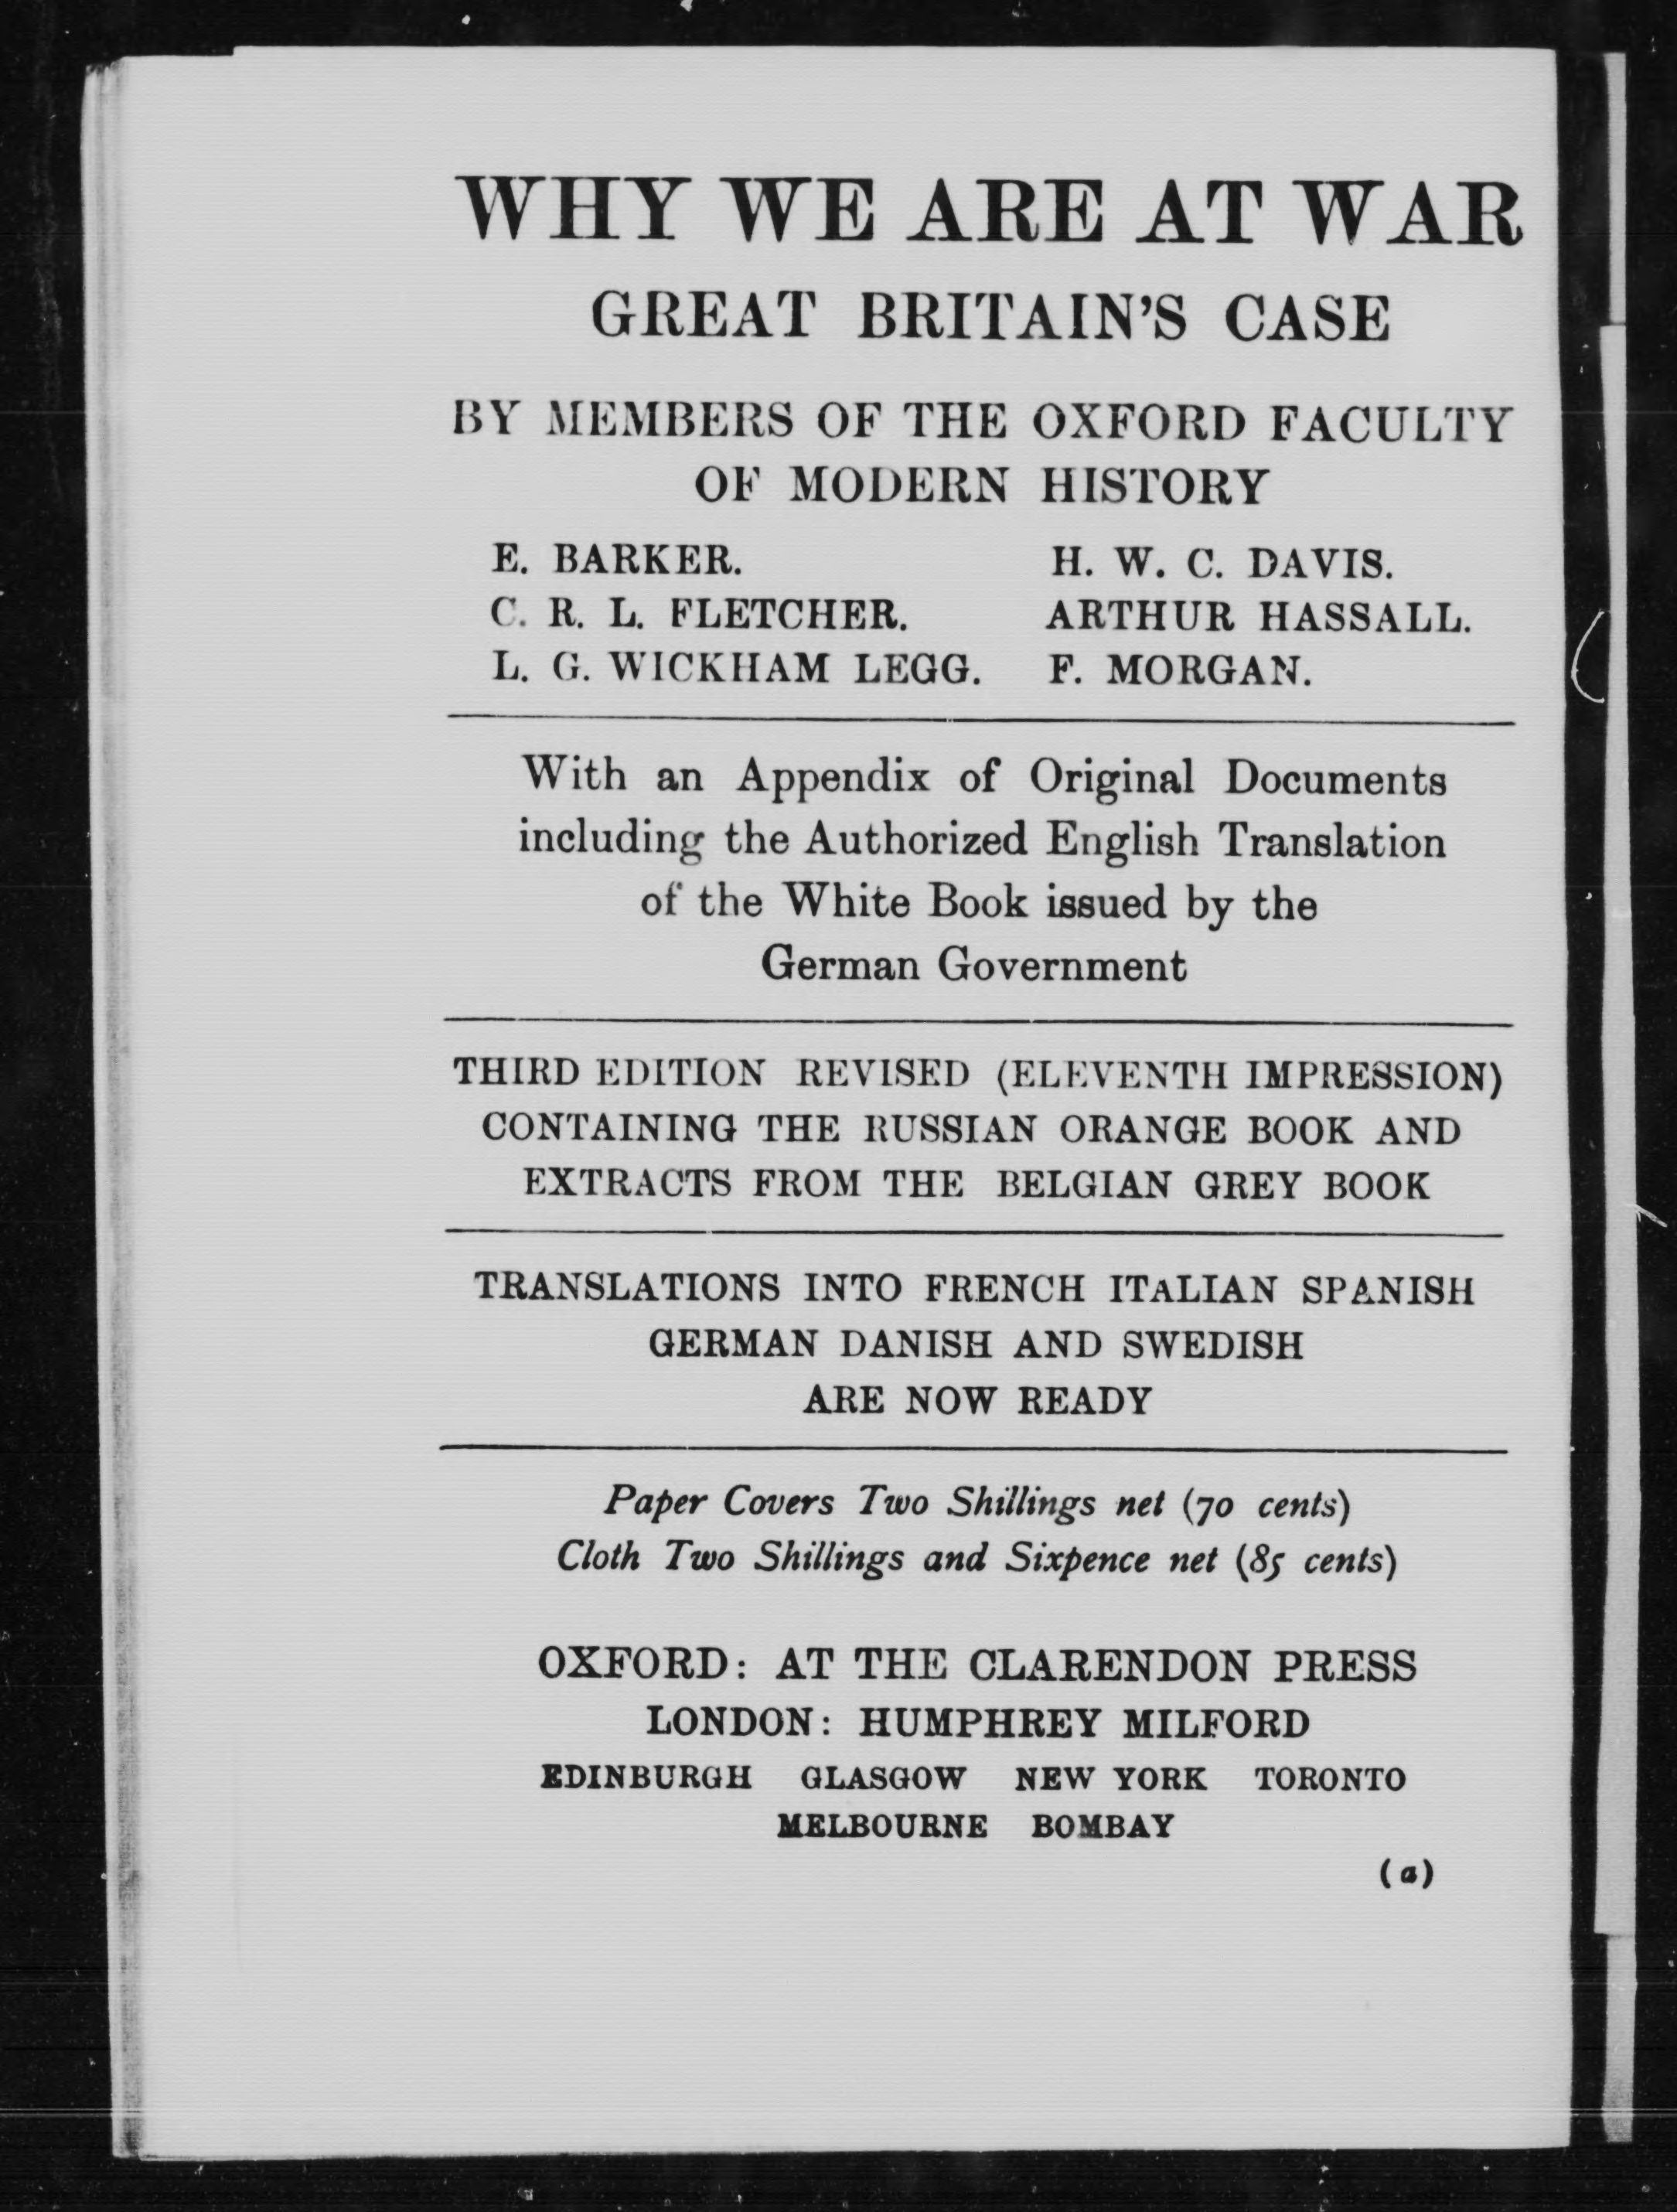 WHY WE ARE AT WAR
GREAT BRITAIN'S CASE
BY MEMBERS OF THE OXFORD FACULTY
OF MODERN HISTORY
E. BARKER. H. W. C. DAVIS.
C. R. L. FLETCHER. ARTHUR HASSALL.
L. G. WICKHAM LEGG. F. MORGAN.
With an Appendix of Original Documents
including the Authorized English Translation
of the White Book issued by the
German Government
THIRD EDITION REVISED (ELEVENTH IMPRESSION)
CONTAINING THE RUSSIAN ORANGE BOOK AND
EXTRACTS FROM THE BELGIAN GREY BOOK
TRANSLATIONS INTO FRENCH ITALIAN SPANISH
GERMAN DANISH AND SWEDISH
ARE NOW READY
Paper Covers Two Shillings net (70 cents)
Cloth Two Shillings and Sixpence net (85 cents)
OXFORD: AT THE CLARENDON PRESS
LONDON: HUMPHREY MILFORD
EDINBURGH GLASGOW NEW YORK TORONTO
MELBOURNE BOMBAY
(a)